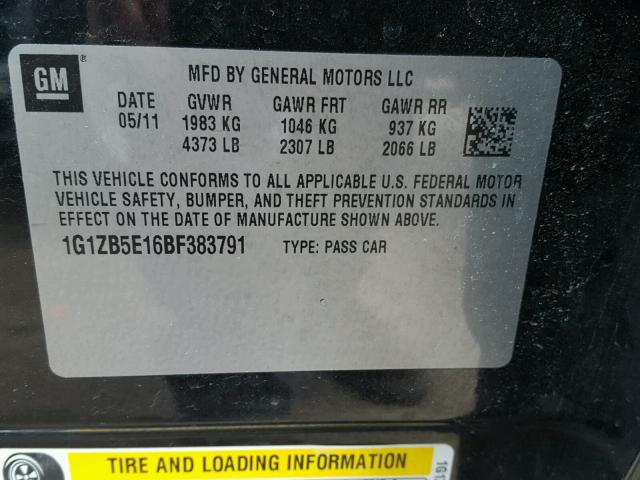 GM
MFD BY GENERAL MOTORS LLC
DATE GVWR GAWR FRT GAWR RR
05/11 1983 KG 1046 KG 937 KG
4373 LB 2307 LB 2066 LB
THIS VEHICLE CONFORMS TO ALL APPLICABLE U.S. FEDERAL MOTOR
VEHICLE SAFETY, BUMPER, AND THEFT PREVENTION STANDARDS IN
EFFECT ON THE DATE OF MANUFACTURE SHOWN ABOVE.
1G1ZB5E16BF383791 TYPE: PASS CAR
TIRE AND LOADING INFORMATION